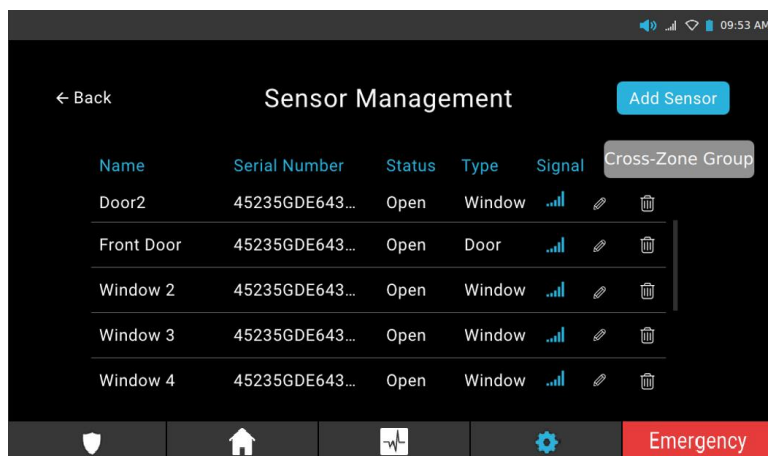 09:53 AM
← Back
Sensor Management
Add Sensor
Cross-Zone Group
Name Serial Number Status Type Signal
Door2 45235GDE643... Open Window
Front Door 45235GDE643... Open Door
Window 2 45235GDE643... Open Window
Window 3 45235GDE643... Open Window
Window 4 45235GDE643... Open Window
Emergency